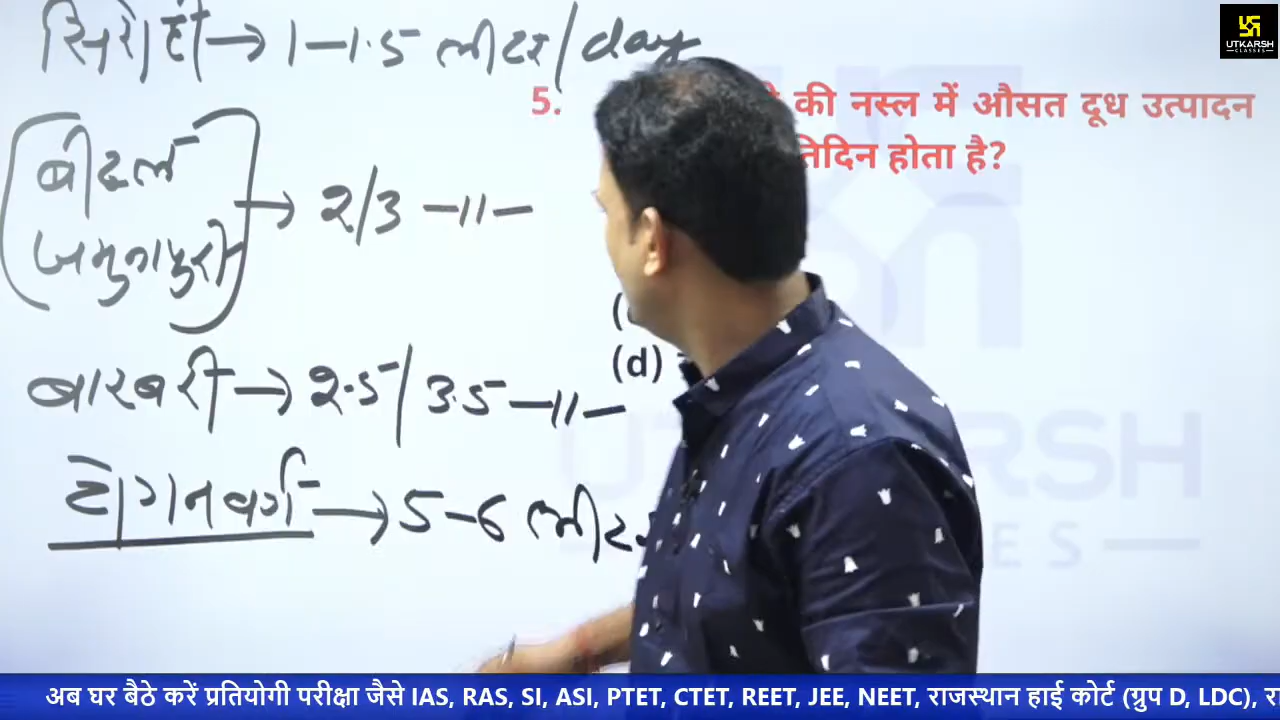 सिरोही → 1–1.5 लीटर/day
UTKARSH
CLASSES
5.
की नस्ल में औसत दूध उत्पादन
तिदिन होता है?
बीटल
जमुनापुरी
→ 2/3 –॥–
बारबरी → 2.5/3.5 –॥–
(d)
टोगनवर्ग → 5–6 लीटर
अब घर बैठे करें प्रतियोगी परीक्षा जैसे IAS, RAS, SI, ASI, PTET, CTET, REET, JEE, NEET, राजस्थान हाई कोर्ट (ग्रुप D, LDC),